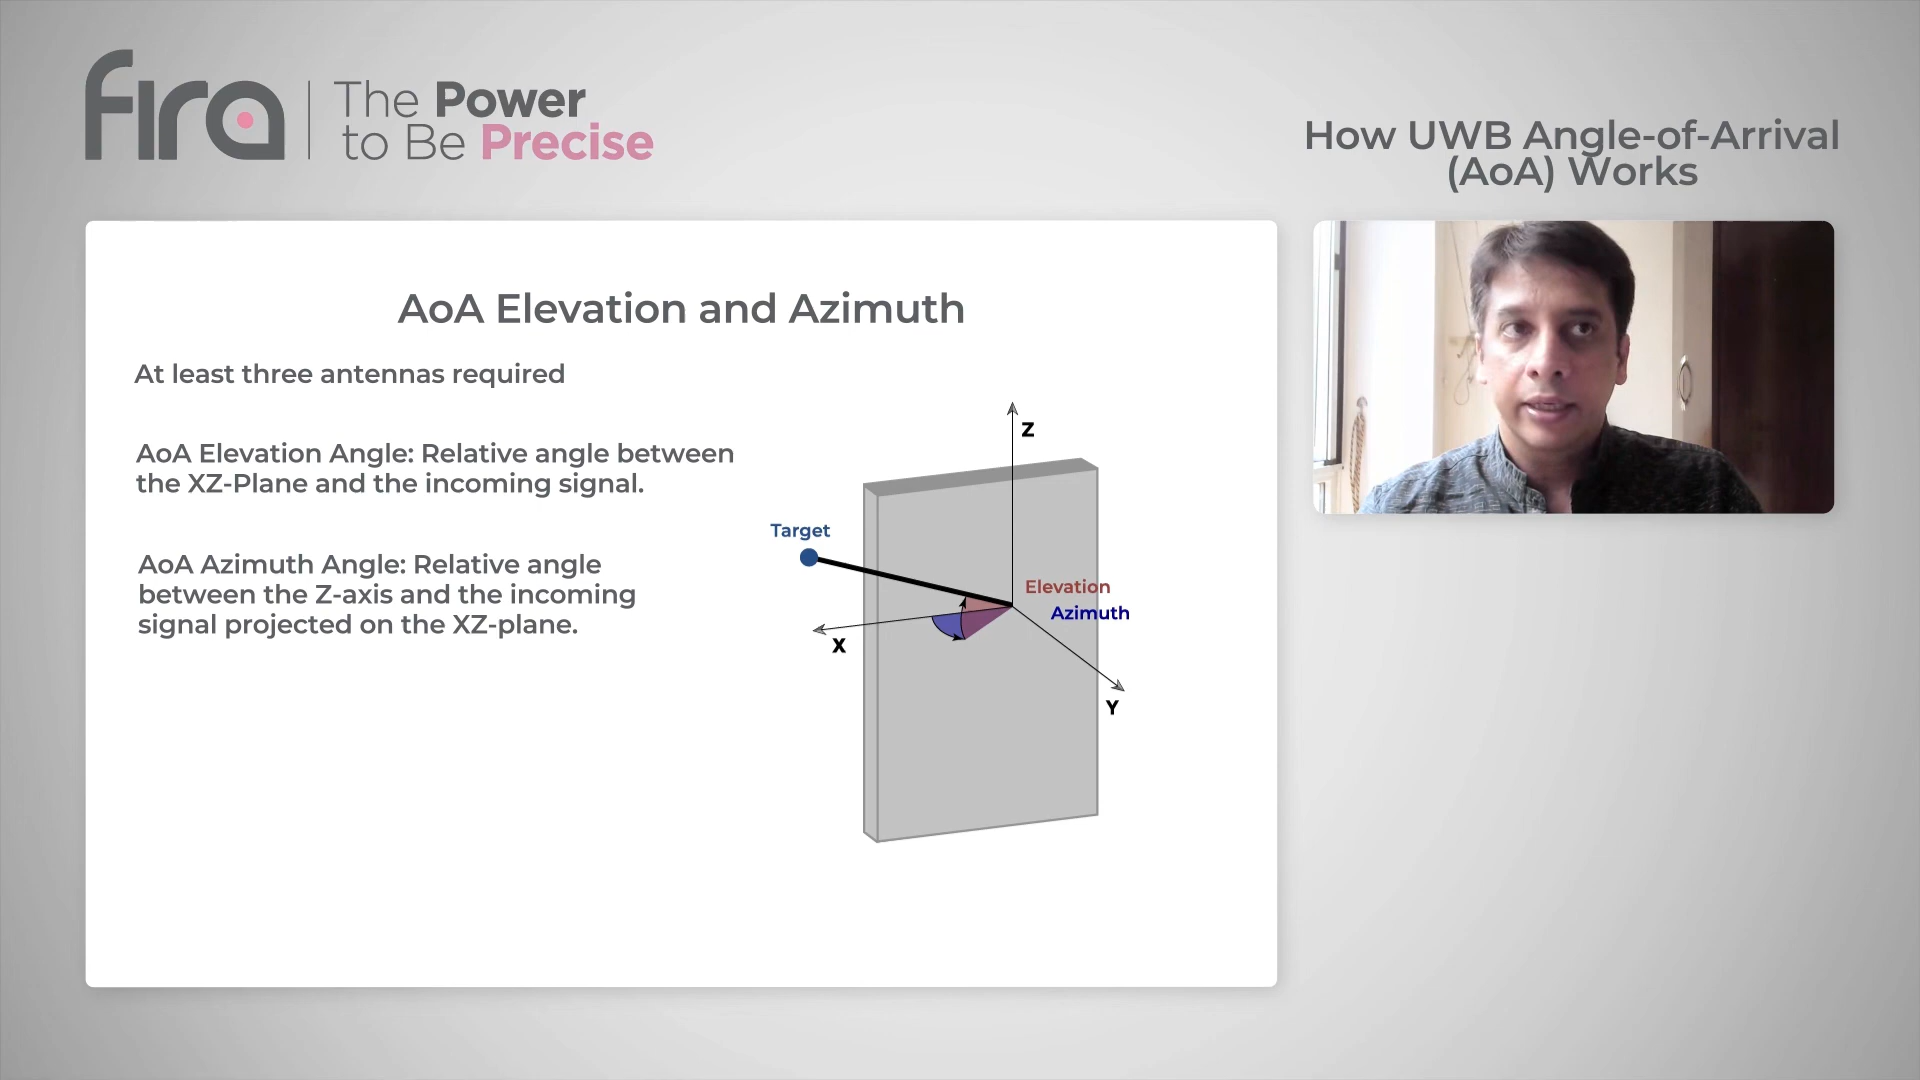 fira
The Power
to Be Precise
How UWB Angle-of-Arrival
(AoA) Works
AoA Elevation and Azimuth
At least three antennas required
AoA Elevation Angle: Relative angle between
the XZ-Plane and the incoming signal.
AoA Azimuth Angle: Relative angle
between the Z-axis and the incoming
signal projected on the XZ-plane.
Z
Target
Elevation
Azimuth
X
Y